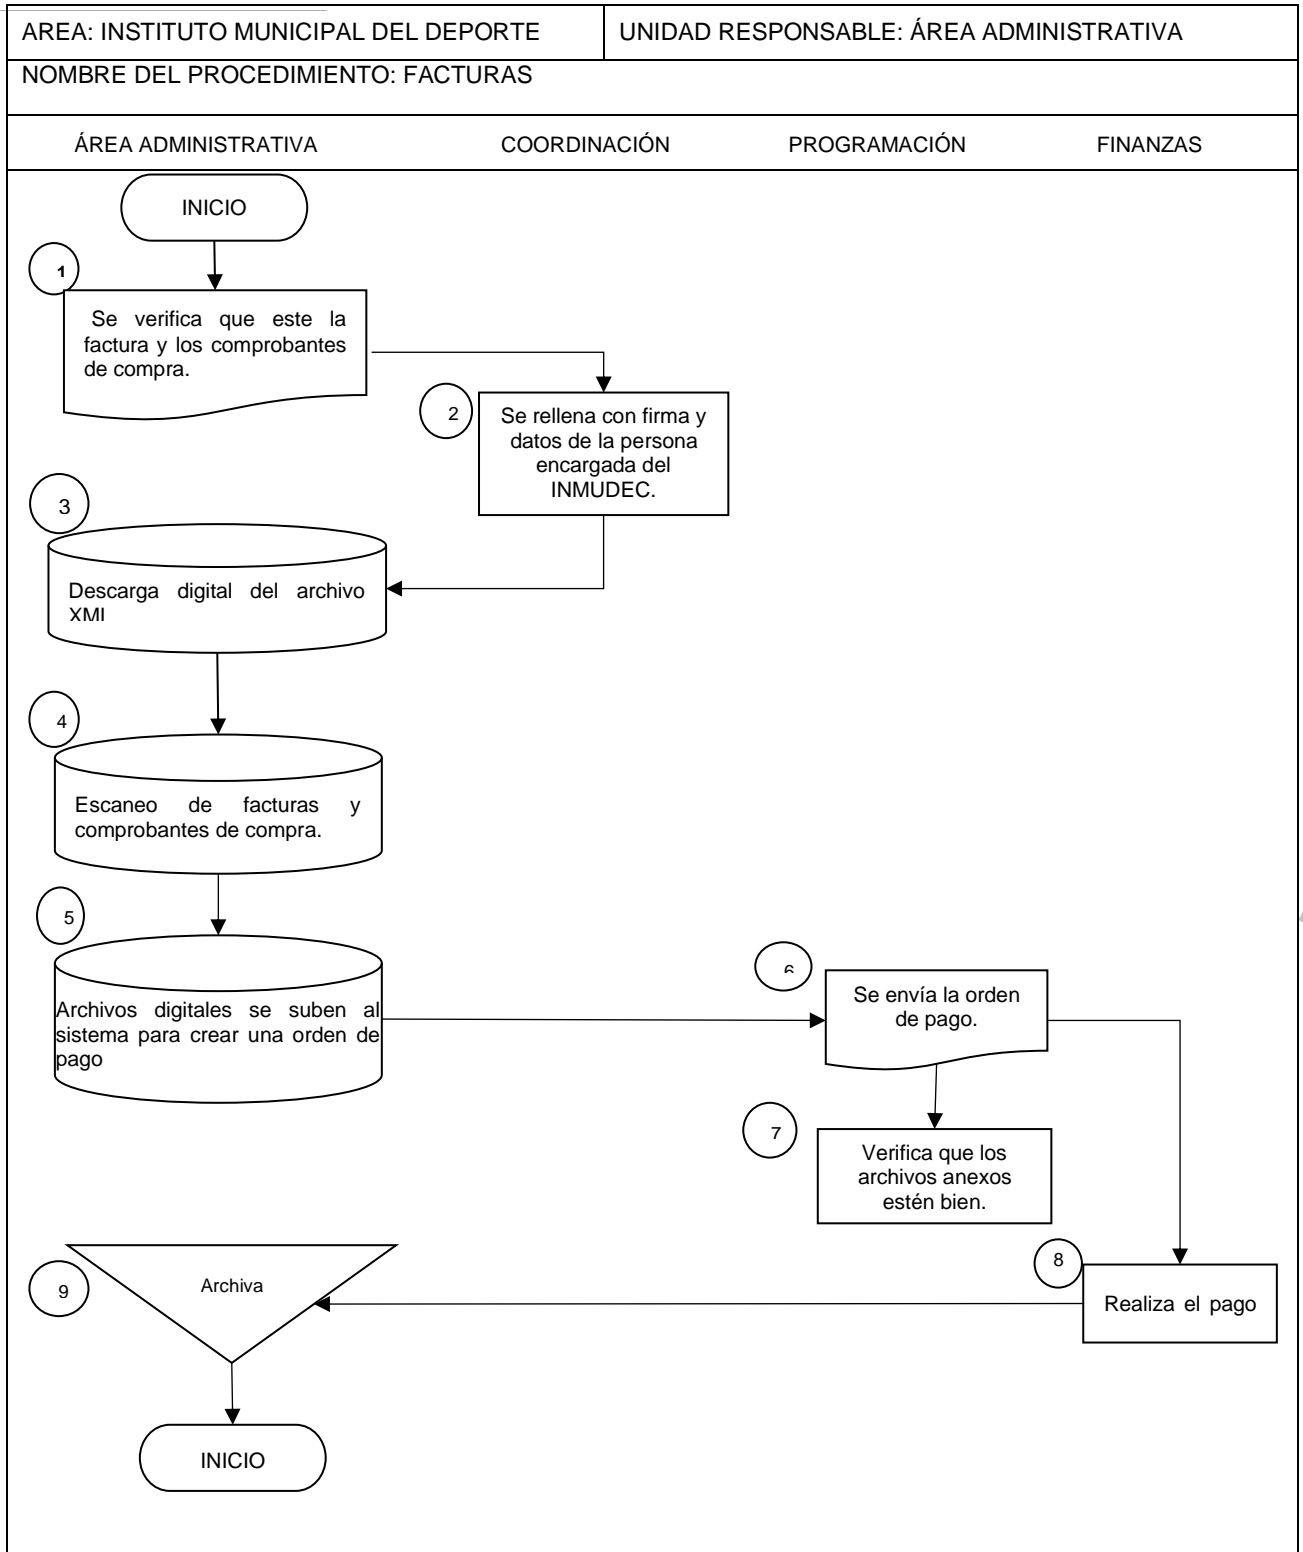 AREA: INSTITUTO MUNICIPAL DEL DEPORTE
UNIDAD RESPONSABLE: ÁREA ADMINISTRATIVA
NOMBRE DEL PROCEDIMIENTO: FACTURAS
ÁREA ADMINISTRATIVA
COORDINACIÓN
PROGRAMACIÓN
FINANZAS
INICIO
1
Se verifica que este la
factura y los comprobantes
de compra.
2
Se rellena con firma y
datos de la persona
encargada del
INMUDEC.
3
Descarga digital del archivo
XMl
4
Escaneo de facturas y
comprobantes de compra.
5
Archivos digitales se suben al
sistema para crear una orden de
pago
6
Se envía la orden
de pago.
7
Verifica que los
archivos anexos
estén bien.
8
Realiza el pago
9
Archiva
INICIO